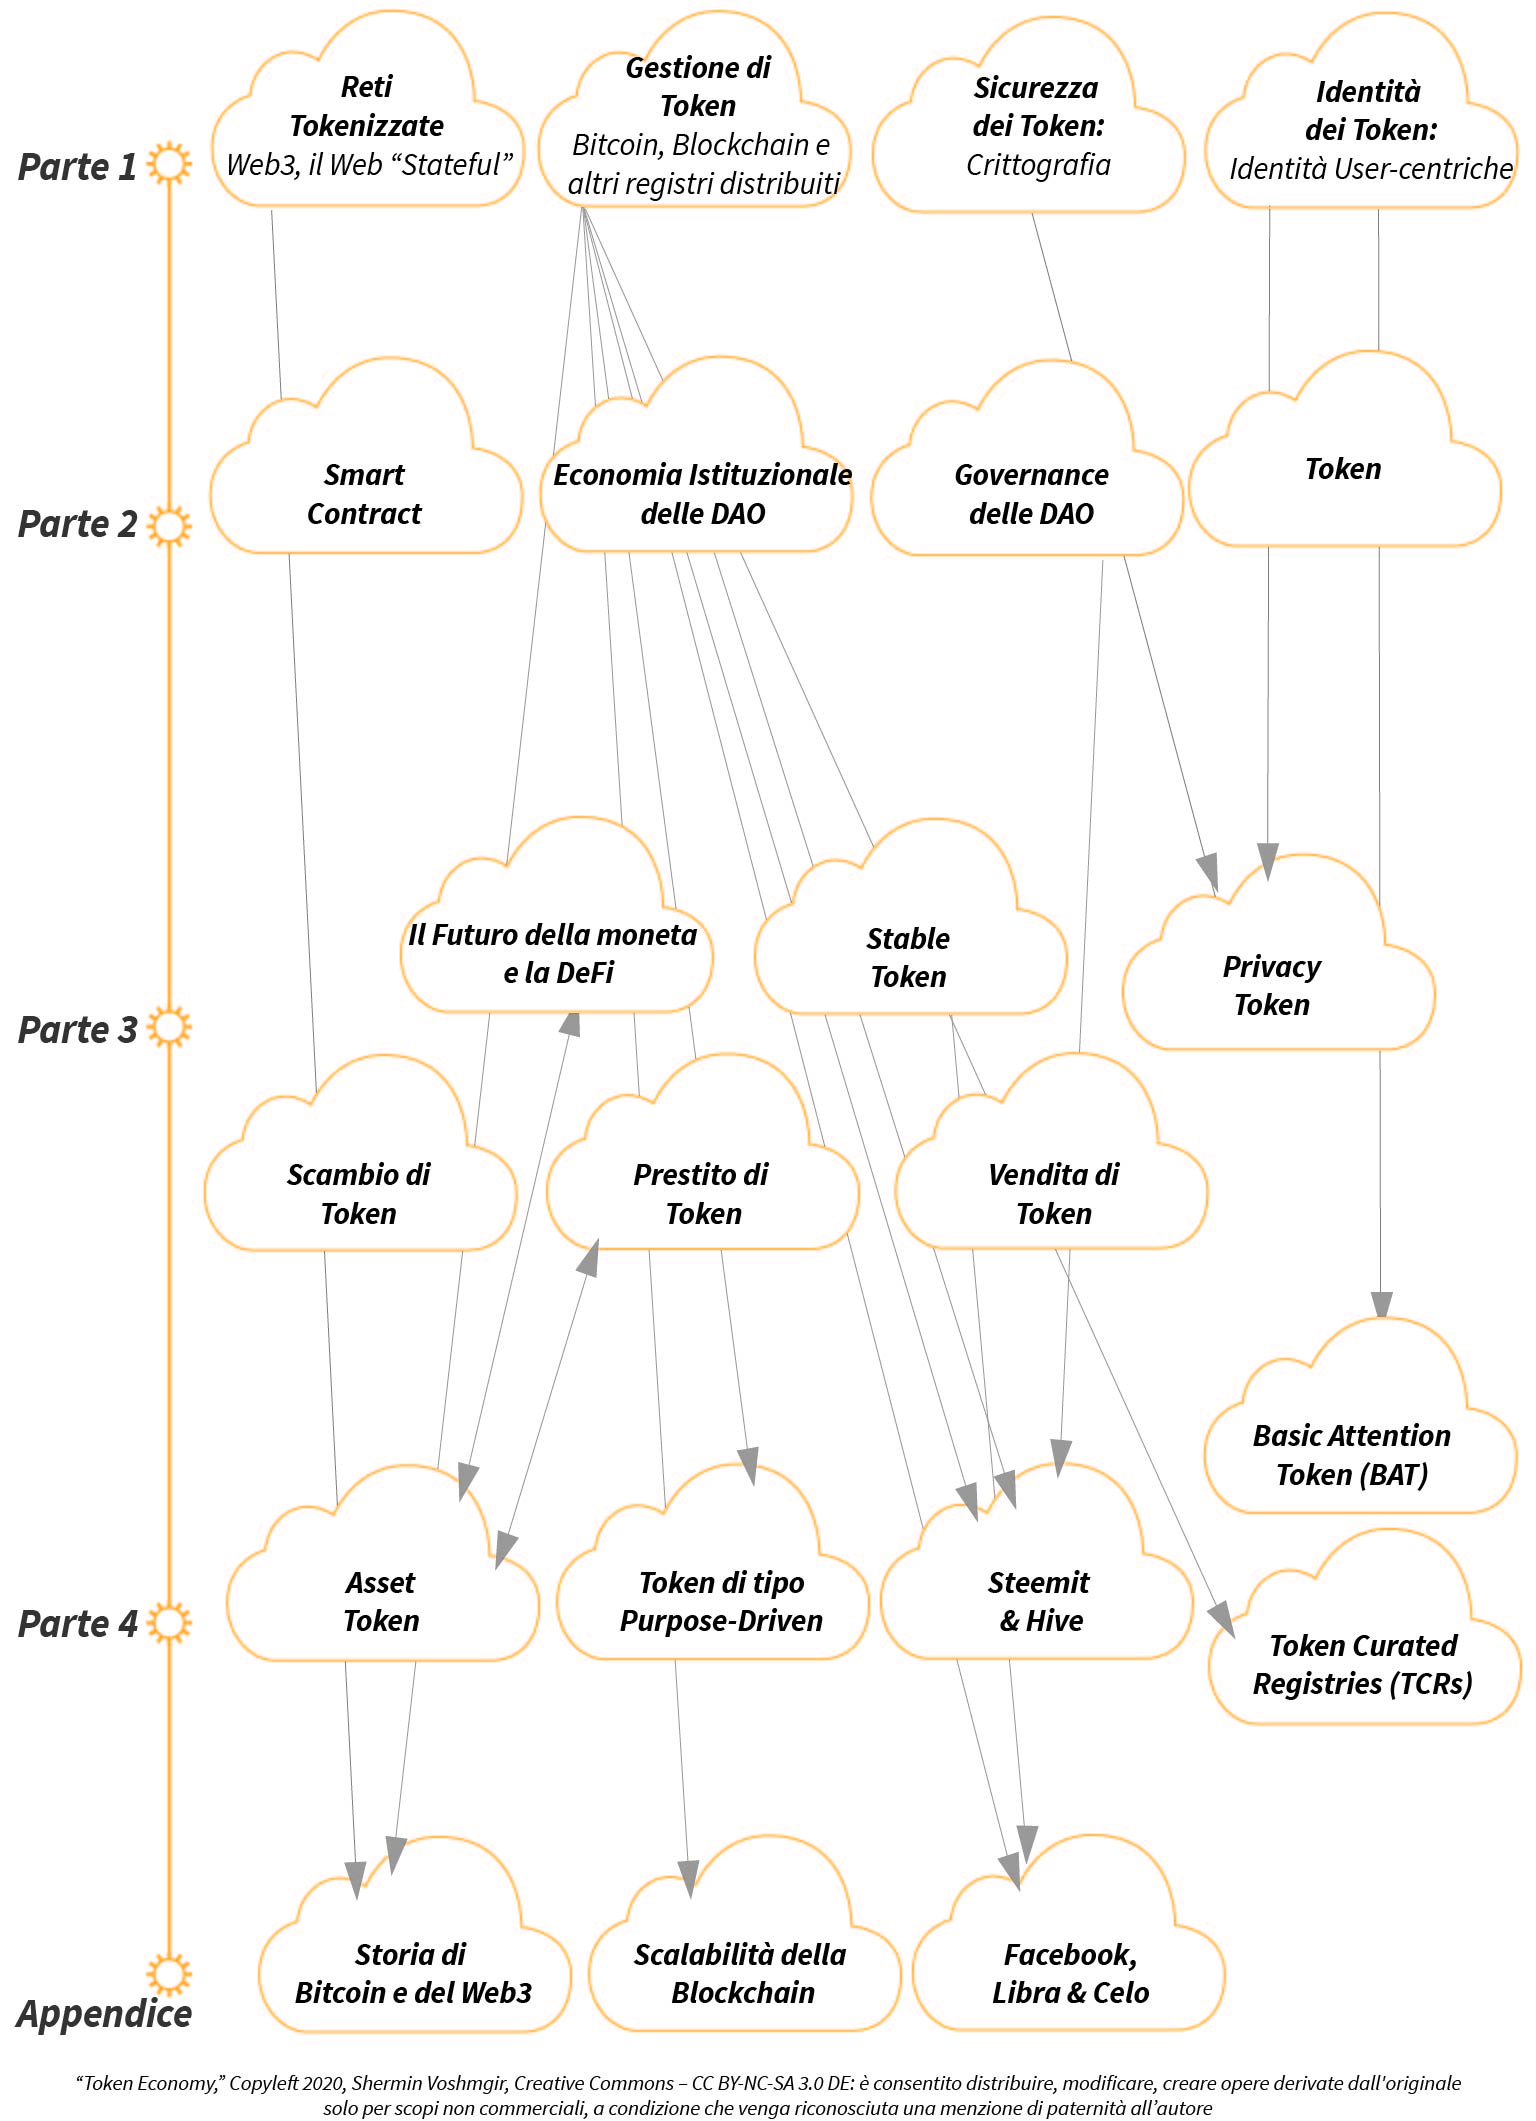 Parte 1
Reti
Tokenizzate
Web3, il Web “Stateful”
Gestione di
Token
Bitcoin, Blockchain e
altri registri distribuiti
Sicurezza
dei Token:
Crittografia
Identità
dei Token:
Identità User-centriche
Parte 2
Smart
Contract
Economia Istituzionale
delle DAO
Governance
delle DAO
Token
Parte 3
Il Futuro della moneta
e la DeFi
Stable
Token
Privacy
Token
Scambio di
Token
Prestito di
Token
Vendita di
Token
Parte 4
Basic Attention
Token (BAT)
Asset
Token
Token di tipo
Purpose-Driven
Steemit
& Hive
Token Curated
Registries (TCRs)
Appendice
Storia di
Bitcoin e del Web3
Scalabilità della
Blockchain
Facebook,
Libra & Celo
“Token Economy,” Copyleft 2020, Shermin Voshmgir, Creative Commons – CC BY-NC-SA 3.0 DE: è consentito distribuire, modificare, creare opere derivate dall'originale
solo per scopi non commerciali, a condizione che venga riconosciuta una menzione di paternità all’autore